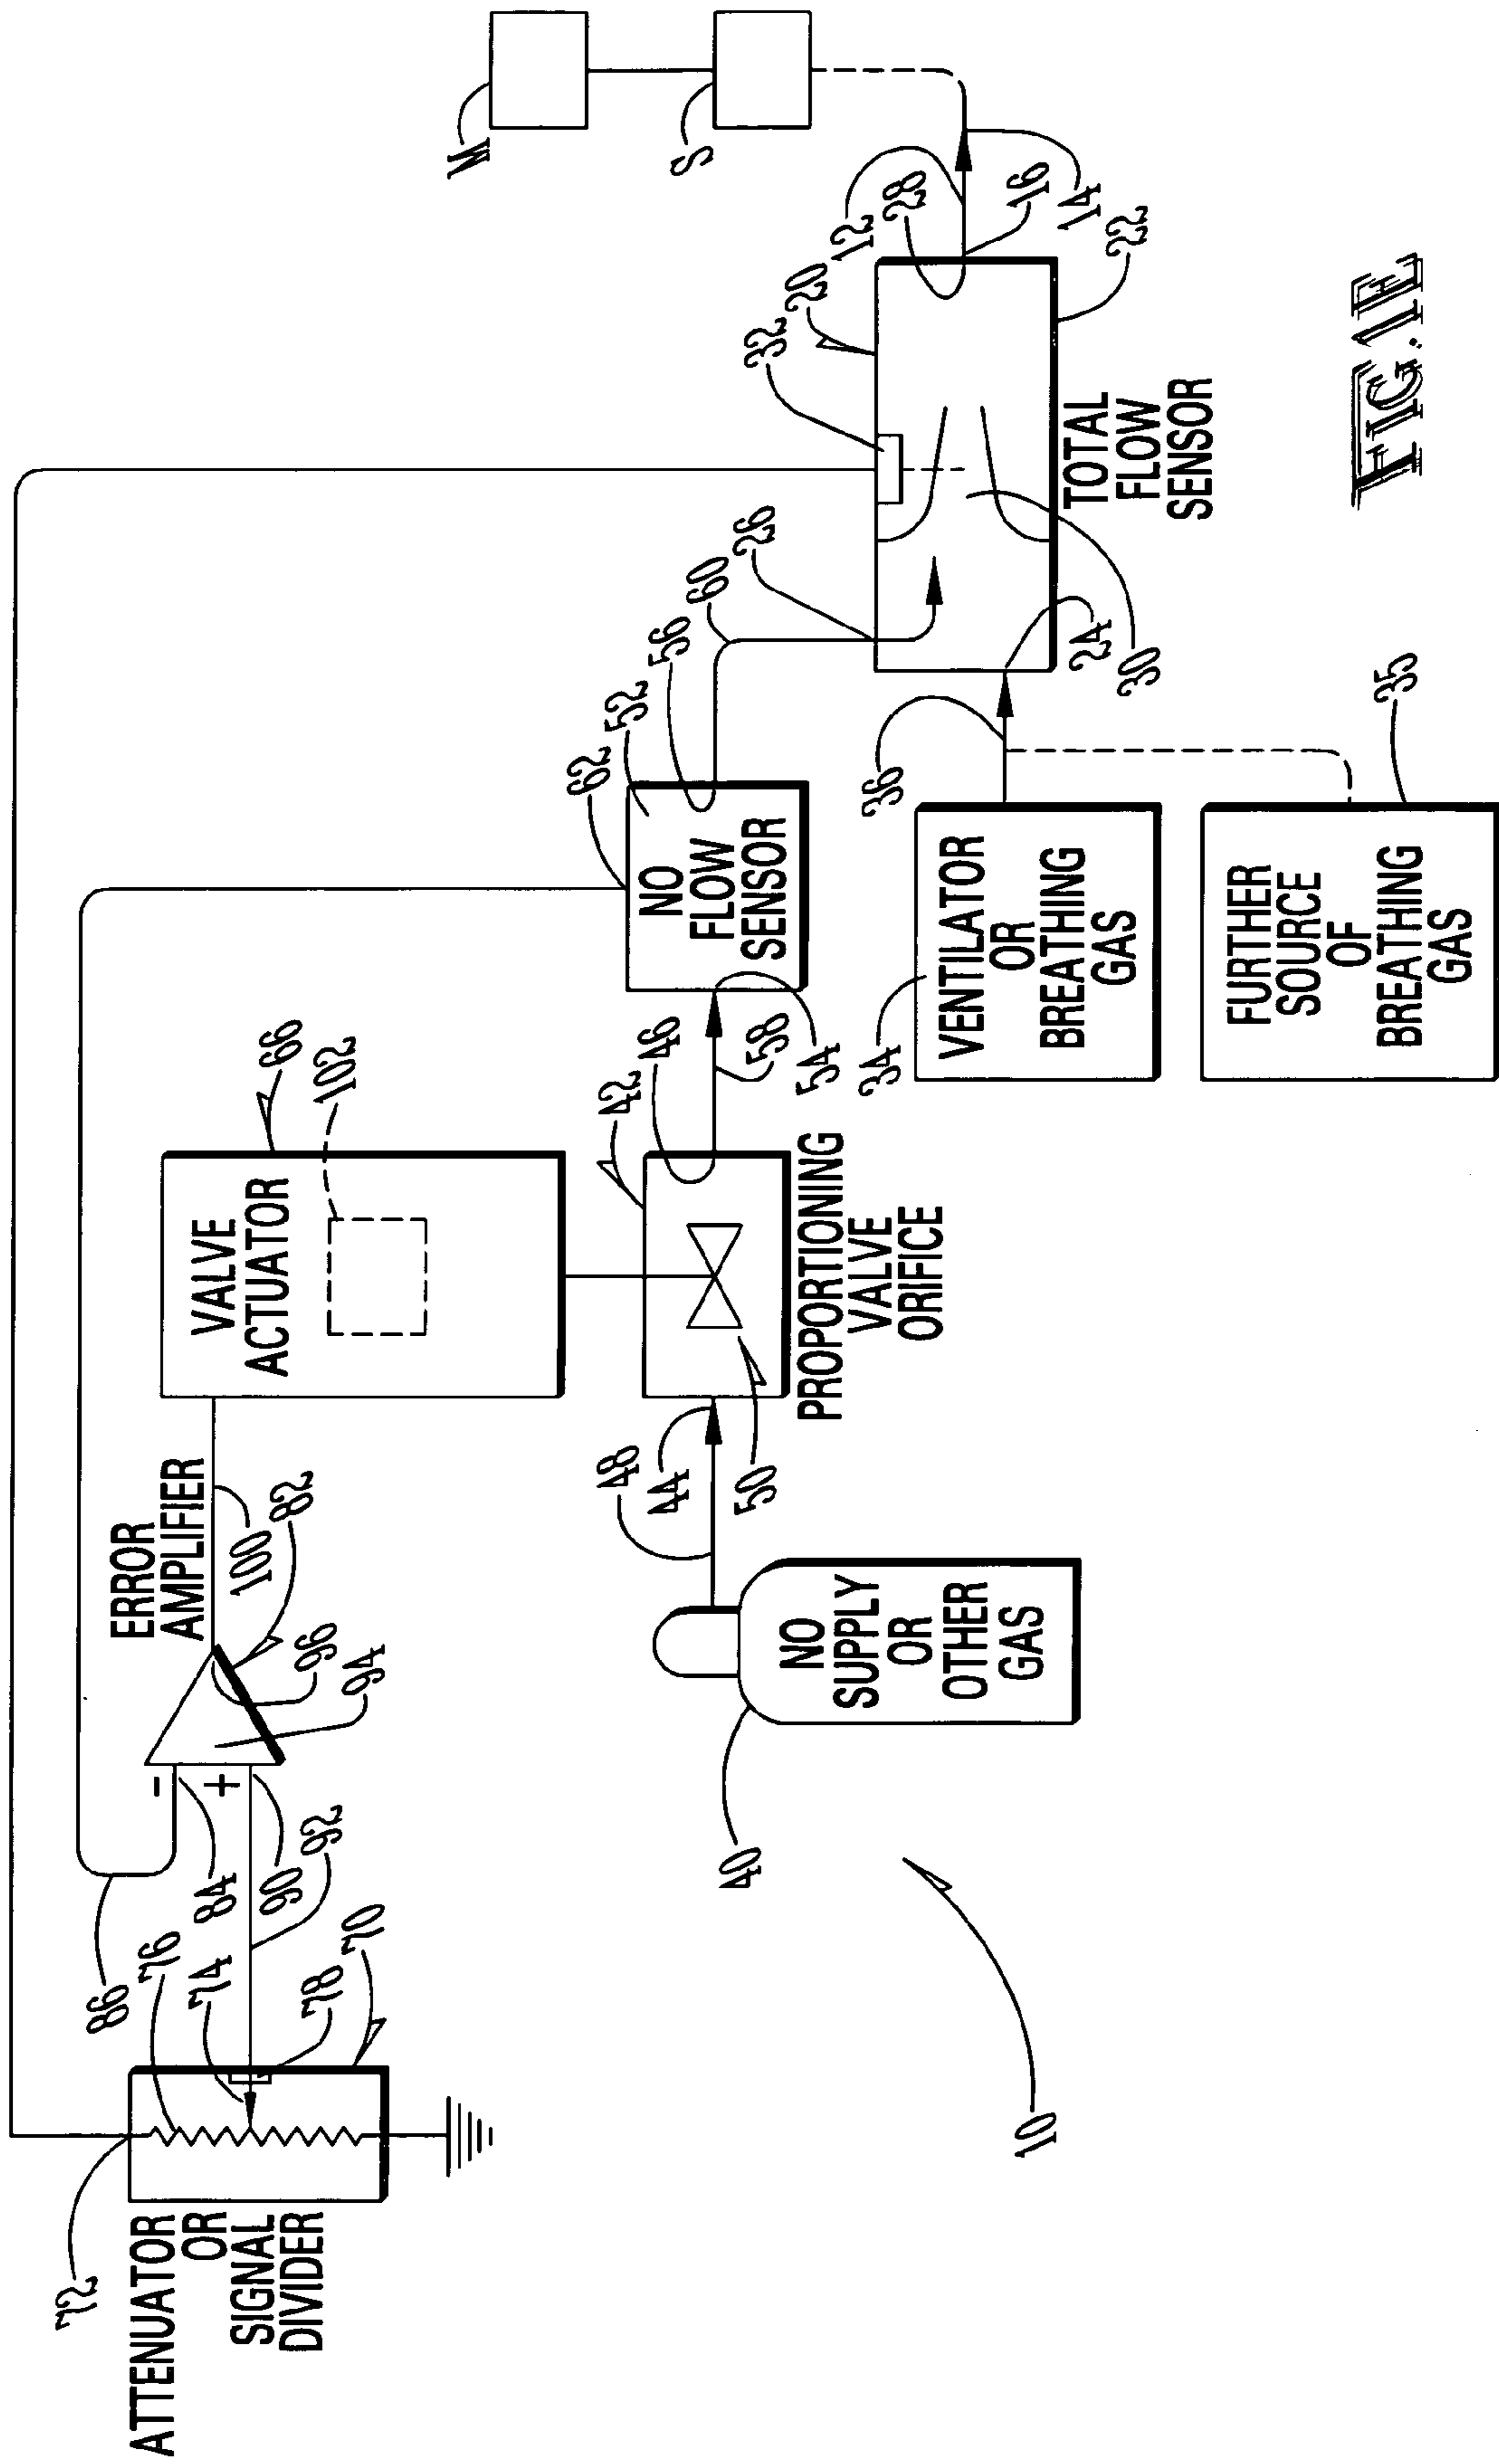 72
ATTENUATOR
OR
SIGNAL
DIVIDER
86
76
74
78
70
84
90
92
-
+
ERROR
AMPLIFIER
100
82
96
94
VALVE
ACTUATOR
66
102
10
40
NO
SUPPLY
OR
OTHER
GAS
48
44
50
42
46
PROPORTIONING
VALVE
ORIFICE
58
54
62
52
56
NO
FLOW
SENSOR
60
26
32
20
12
28
16
14
22
TOTAL
FLOW
SENSOR
24
30
36
34
VENTILATOR
OR
BREATHING
GAS
35
FURTHER
SOURCE
OF
BREATHING
GAS
M
S
FIG.1E